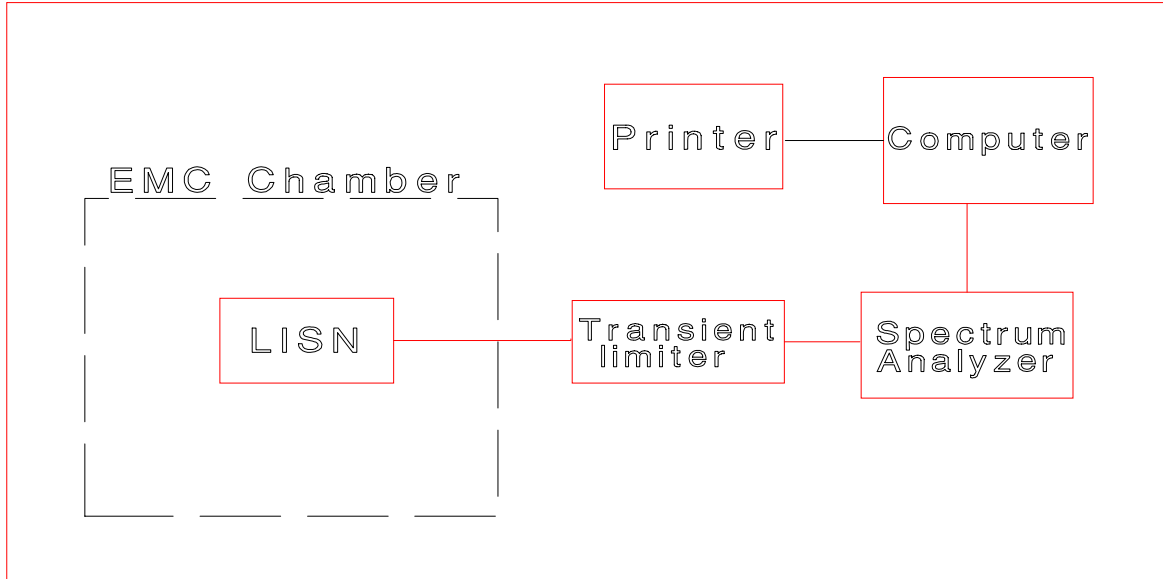 Printer
Computer
EMC Chamber
LISN
Transient
limiter
Spectrum
Analyzer